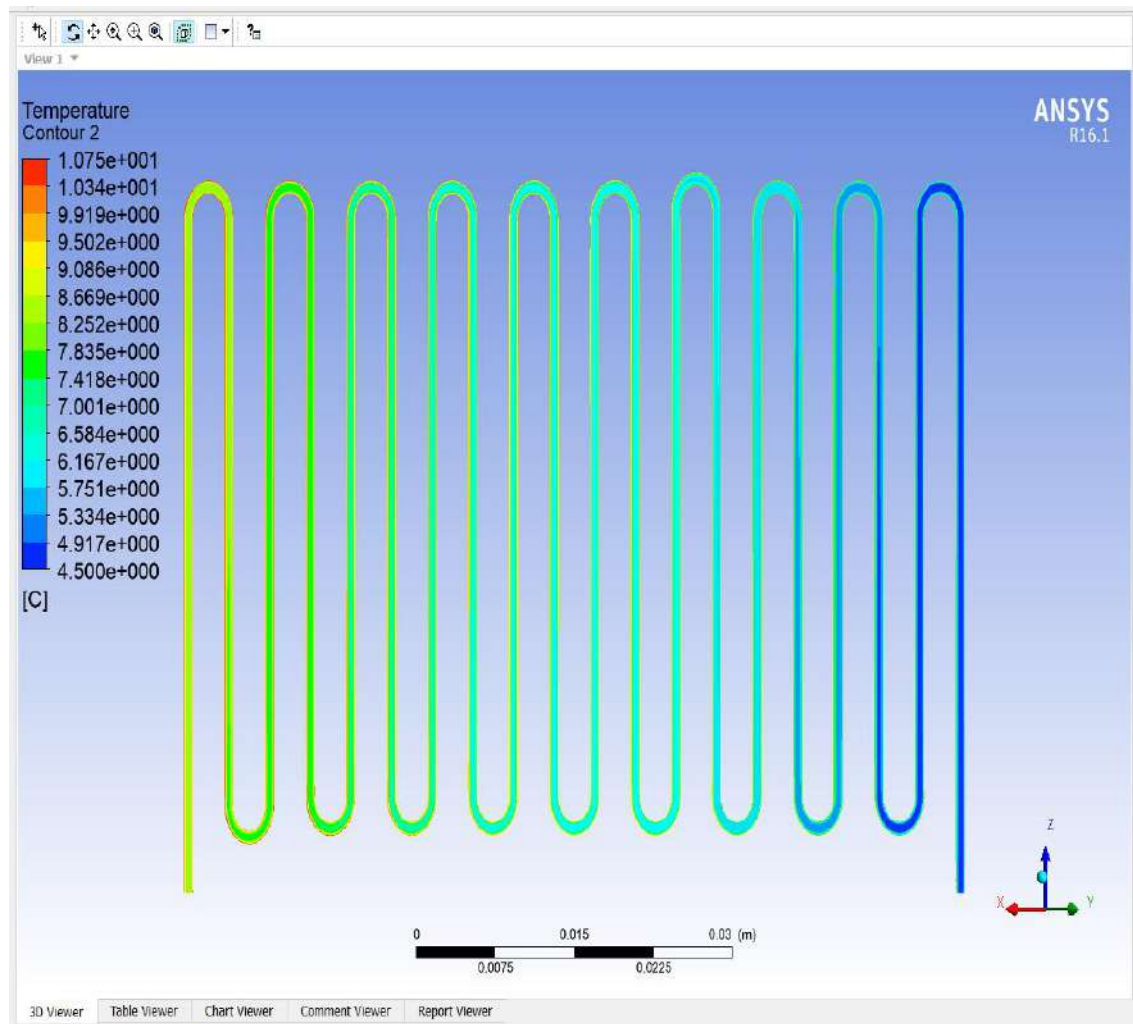 View 1
Temperature
Contour 2
1.075e+001
1.034e+001
9.919e+000
9.502e+000
9.086e+000
8.669e+000
8.252e+000
7.835e+000
7.418e+000
7.001e+000
6.584e+000
6.167e+000
5.751e+000
5.334e+000
4.917e+000
4.500e+000
[C]
ANSYS
R16.1
Z
X Y
0 0.015 0.03 (m)
0.0075 0.0225
3D Viewer Table Viewer Chart Viewer Comment Viewer Report Viewer